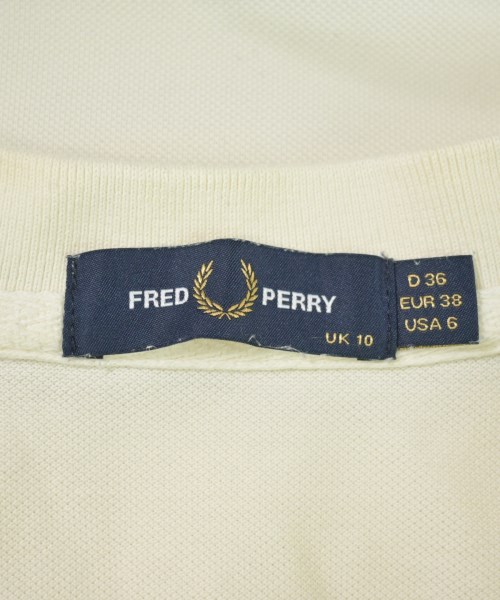 FRED PERRY
UK 10
D 36
EUR 38
USA 6